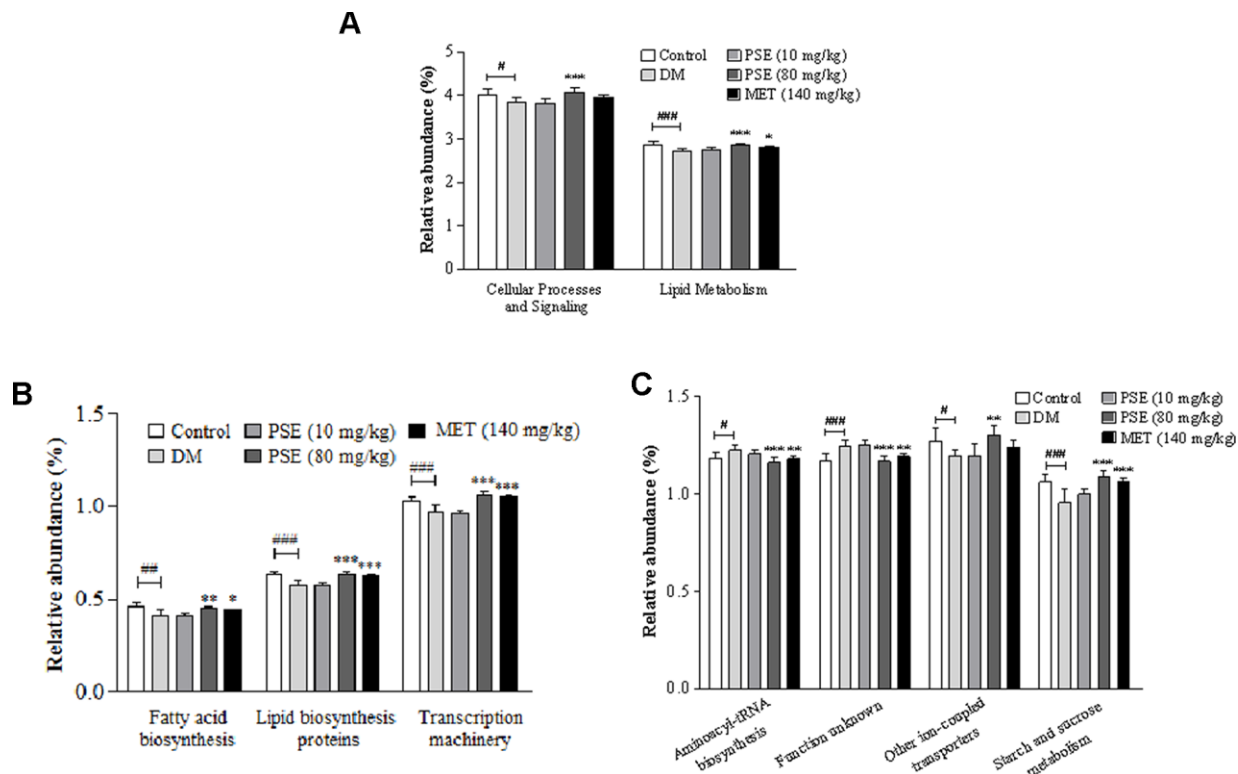 A
Control
DM
PSE (10 mg/kg)
PSE (80 mg/kg)
MET (140 mg/kg)
Relative abundance (%)
5
4
3
2
1
0
#
***
###
***
*
Cellular Processes
and Signaling
Lipid Metabolism
B
Control
DM
PSE (10 mg/kg)
PSE (80 mg/kg)
MET (140 mg/kg)
Relative abundance (%)
1.5
1.0
0.5
0.0
##
**
*
###
***
***
###
***
***
Fatty acid
biosynthesis
Lipid biosynthesis
proteins
Transcription
machinery
C
Control
DM
PSE (10 mg/kg)
PSE (80 mg/kg)
MET (140 mg/kg)
Relative abundance (%)
1.5
1.0
0.5
0.0
#
***
**
###
***
**
#
**
###
***
***
Aminoacyl-tRNA
biosynthesis
Function unknown
Other ion-coupled
transporters
Starch and sucrose
metabolism